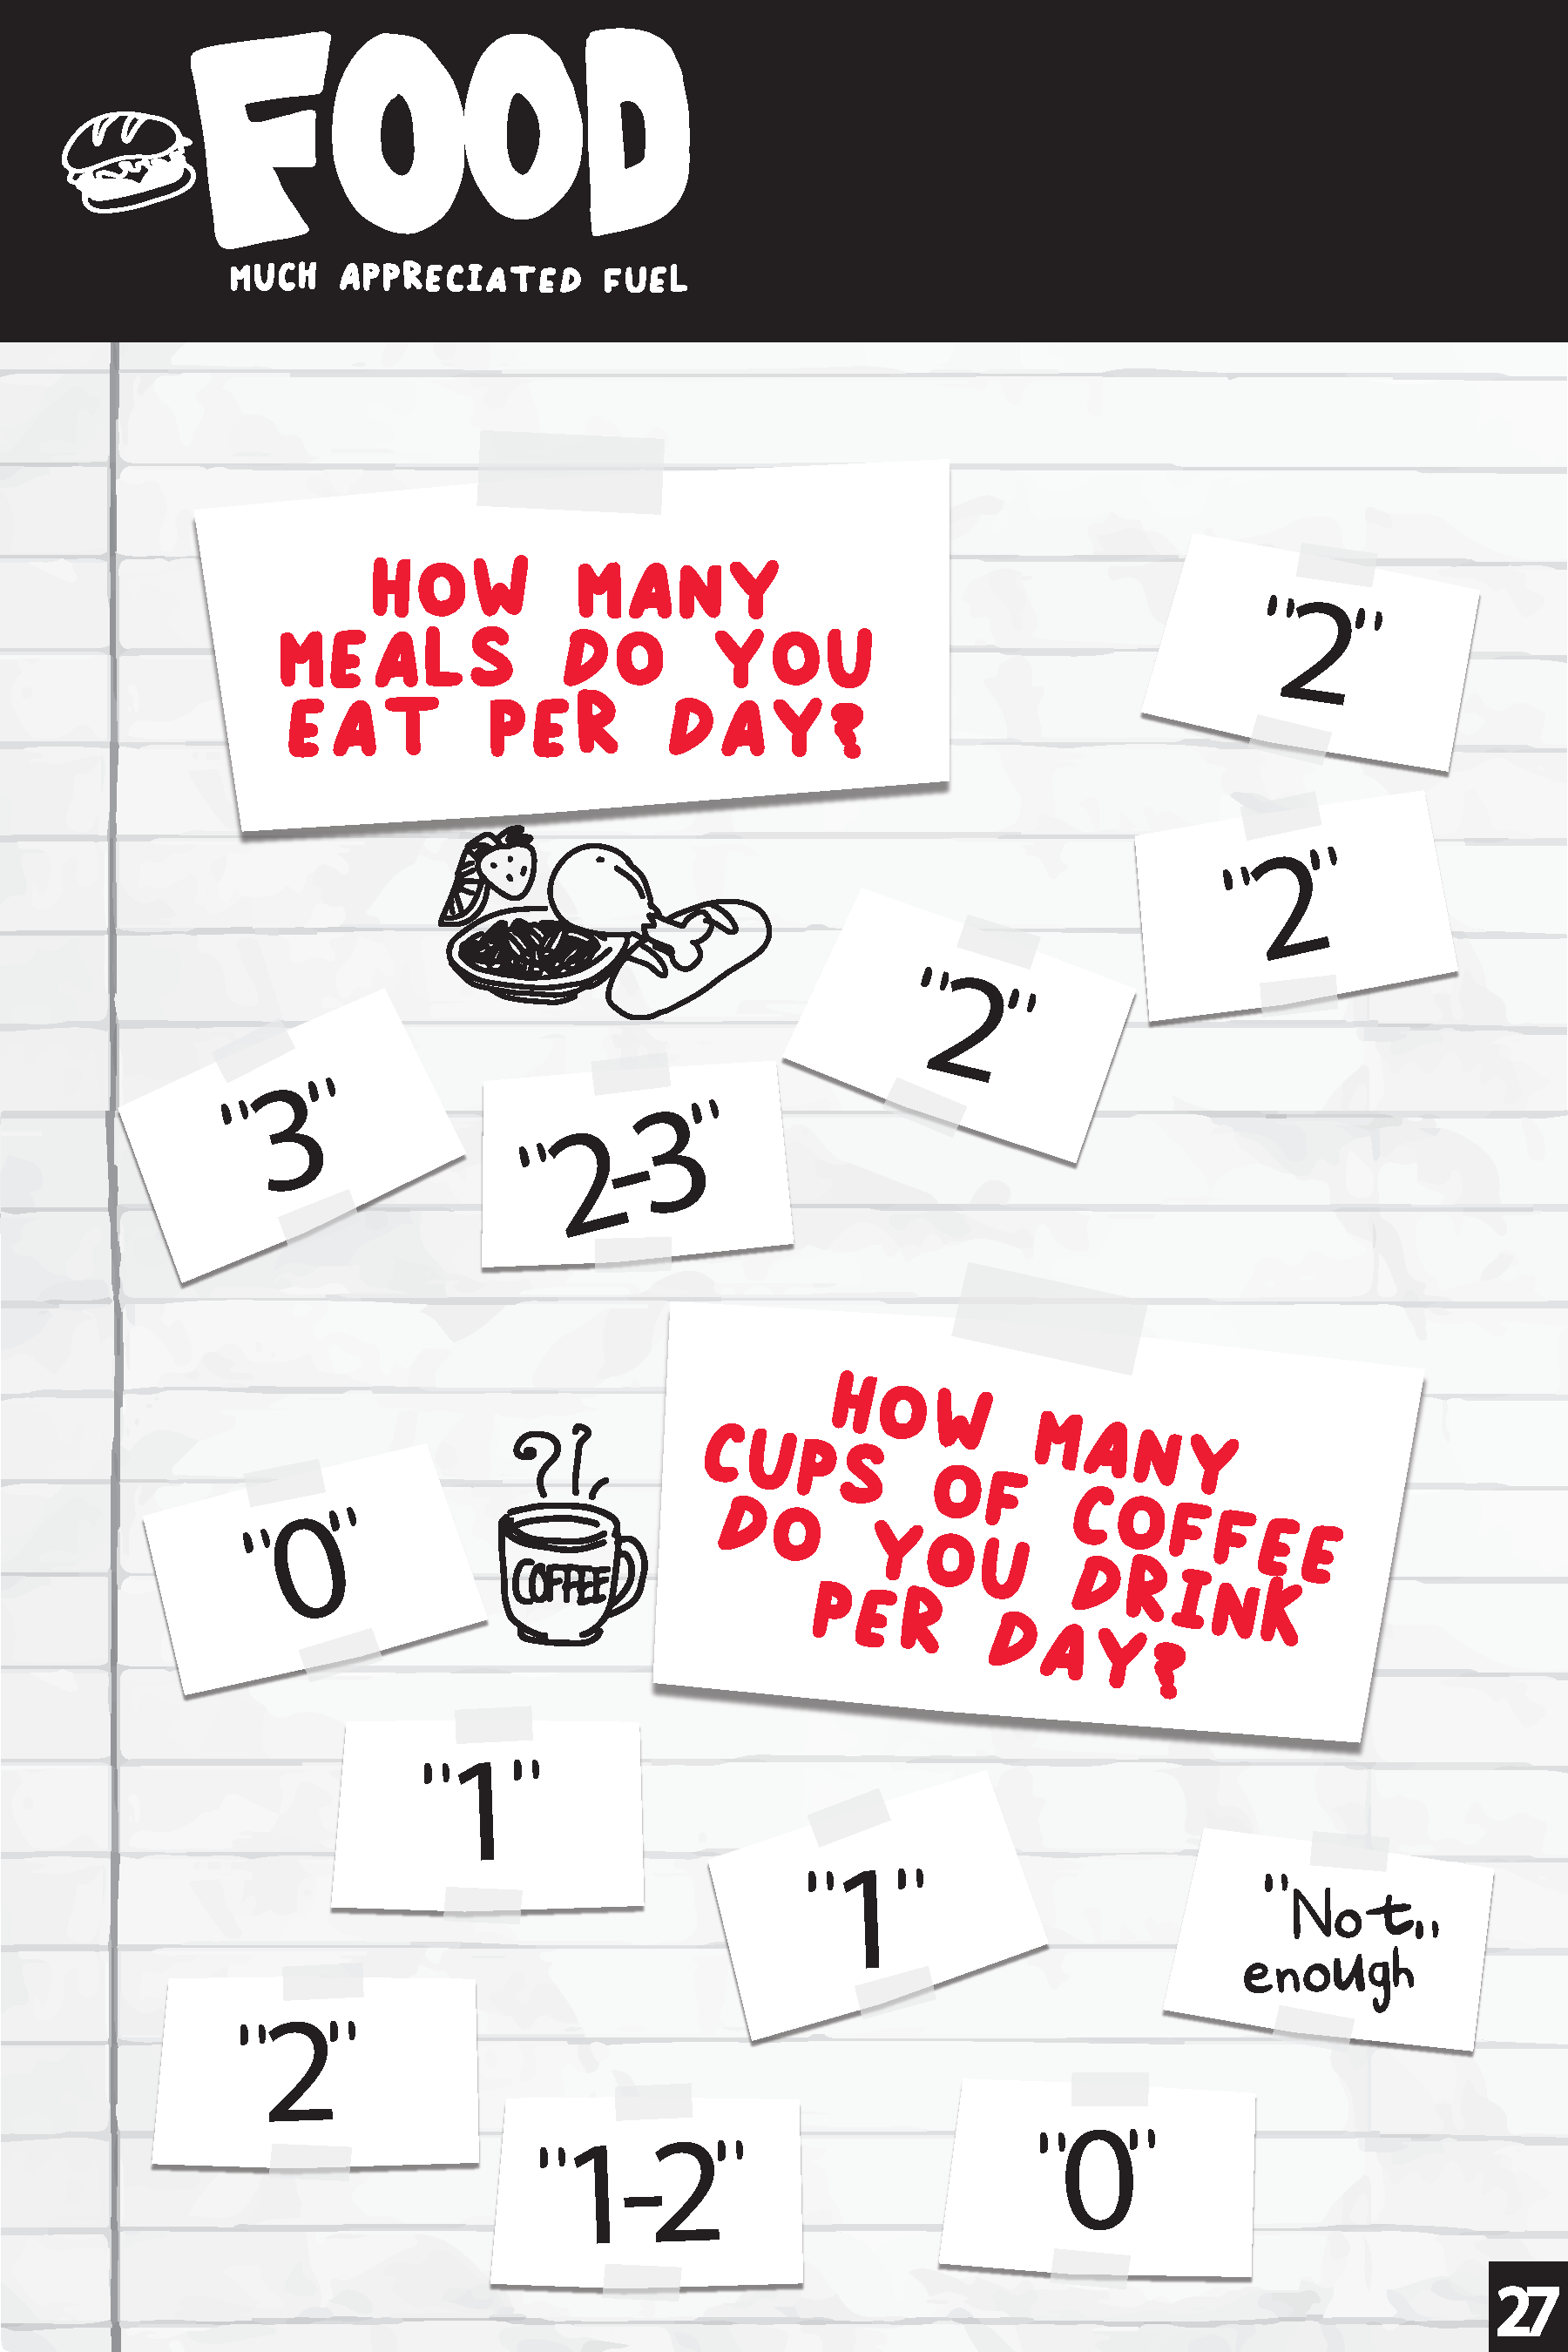 FOOD
MUCH APPRECIATED FUEL
HOW MANY
MEALS DO YOU
EAT PER DAY?
"2"
"2"
"2"
"3"
"2-3"
HOW MANY
CUPS OF COFFEE
DO YOU DRINK
PER DAY?
COFFEE
"0"
"1"
"1"
"Not"
enough
"2"
"1-2"
"0"
27